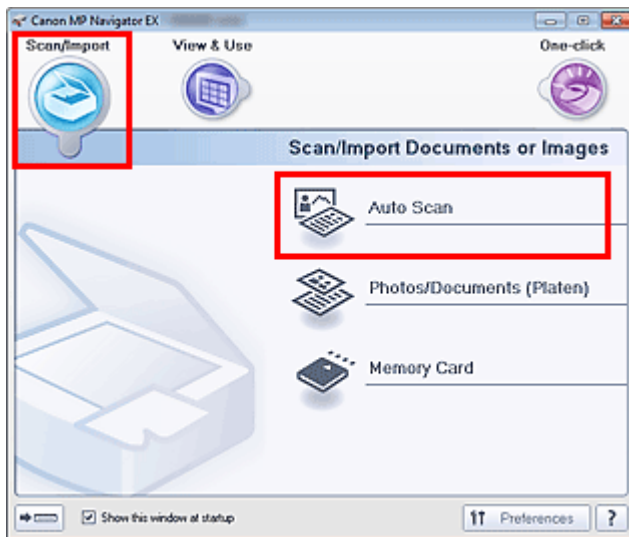 Canon MP Navigator EX
Scan/Import
View & Use
One-click
Scan/Import Documents or Images
Auto Scan
Photos/Documents (Platen)
Memory Card
Show this window at startup
Preferences
?